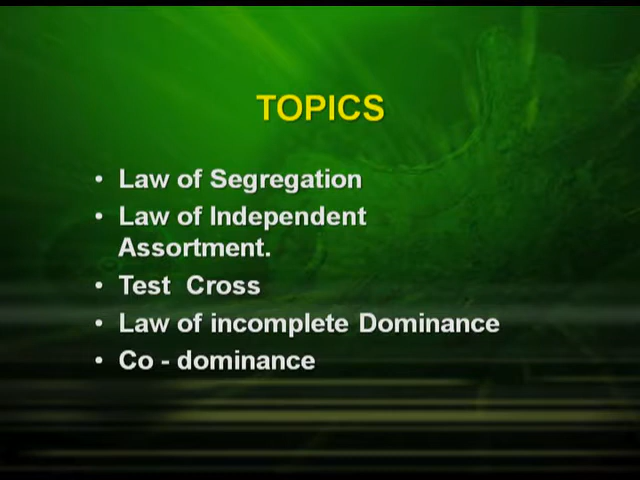 TOPICS
• Law of Segregation
• Law of Independent
Assortment.
• Test  Cross
• Law of incomplete Dominance
• Co - dominance